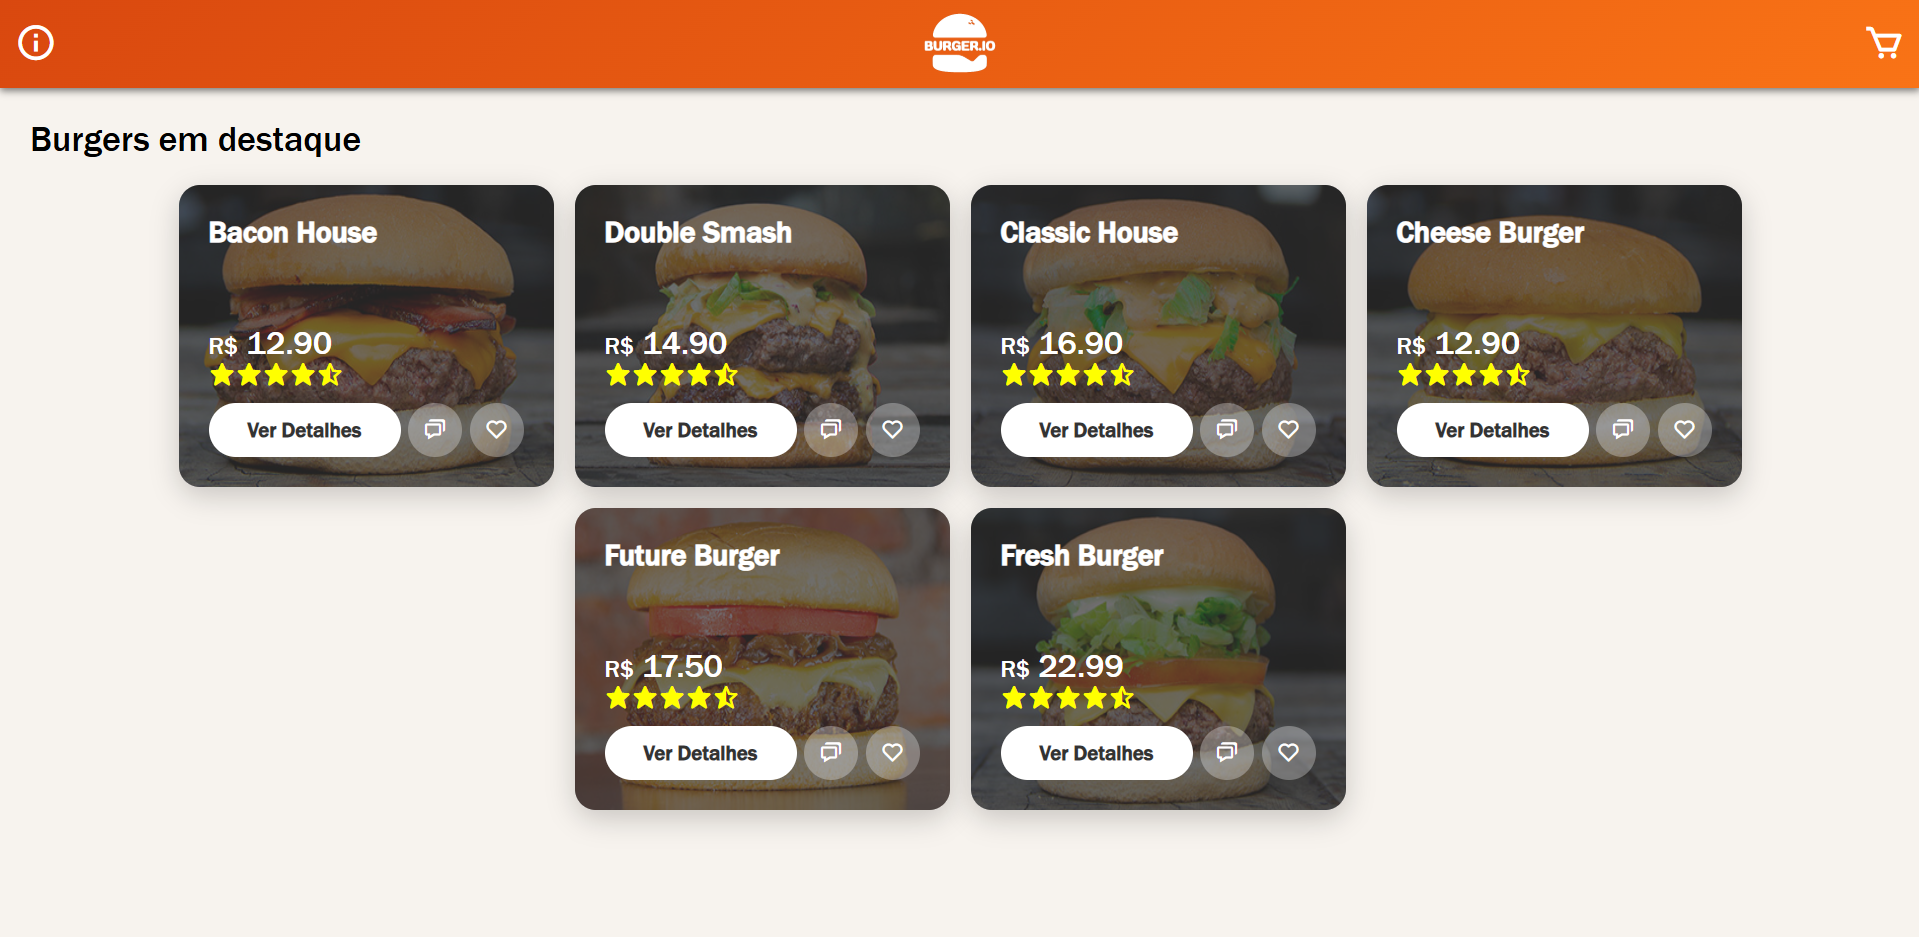 BURGER.IO
Burgers em destaque
Bacon House
R$ 12.90
Ver Detalhes
Double Smash
R$ 14.90
Ver Detalhes
Classic House
R$ 16.90
Ver Detalhes
Cheese Burger
R$ 12.90
Ver Detalhes
Future Burger
R$ 17.50
Ver Detalhes
Fresh Burger
R$ 22.99
Ver Detalhes